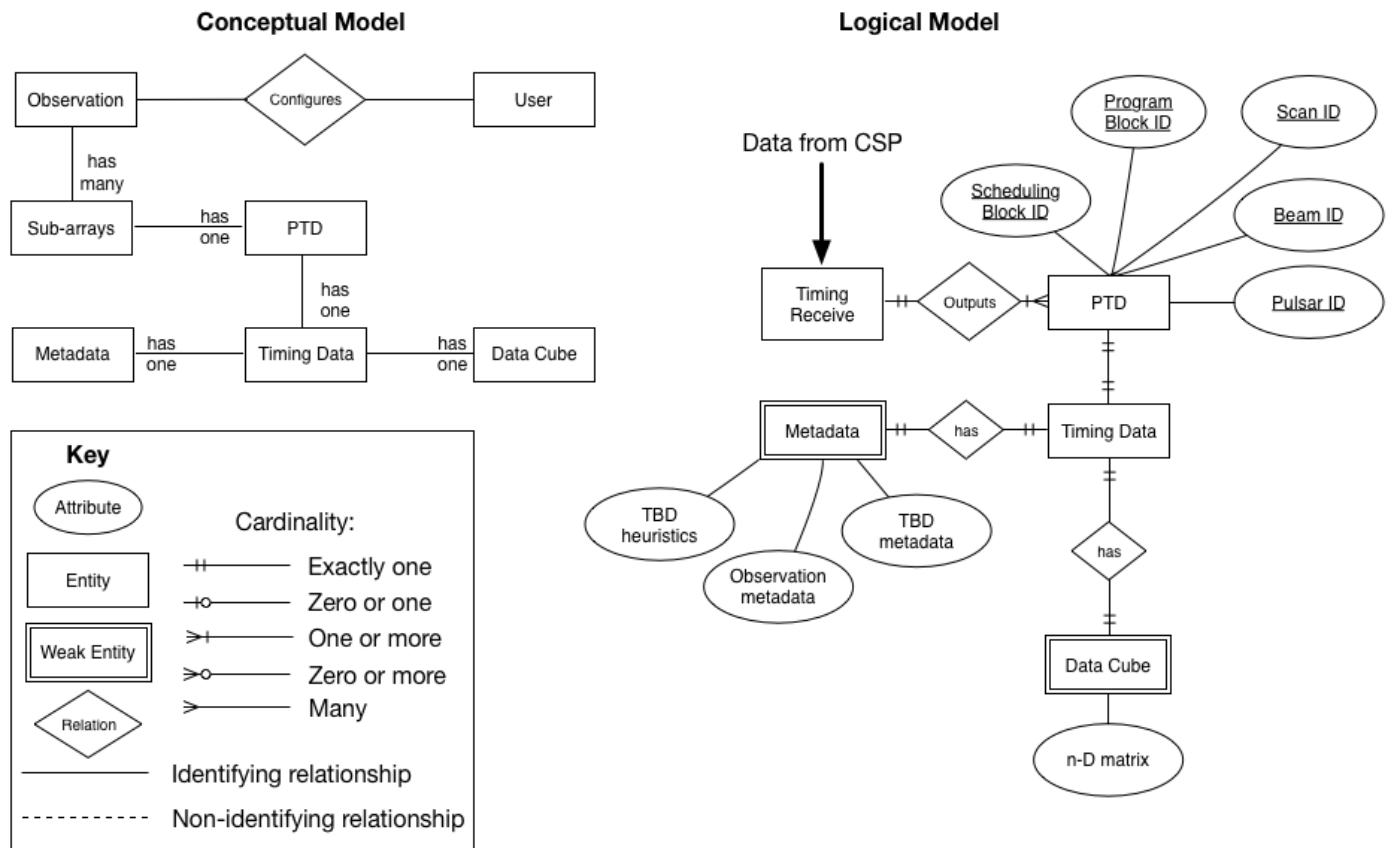 Conceptual Model
Observation
Configures
User
has
many
Sub-arrays
has
one
PTD
has
one
Metadata
has
one
Timing Data
has
one
Data Cube
Key
Attribute
Entity
Weak Entity
Relation
Cardinality:
Exactly one
Zero or one
One or more
Zero or more
Many
Identifying relationship
Non-identifying relationship
Logical Model
Data from CSP
Program
Block ID
Scan ID
Scheduling
Block ID
Beam ID
Timing
Receive
Outputs
PTD
Pulsar ID
Metadata
has
Timing Data
TBD
heuristics
Observation
metadata
TBD
metadata
has
Data Cube
n-D matrix